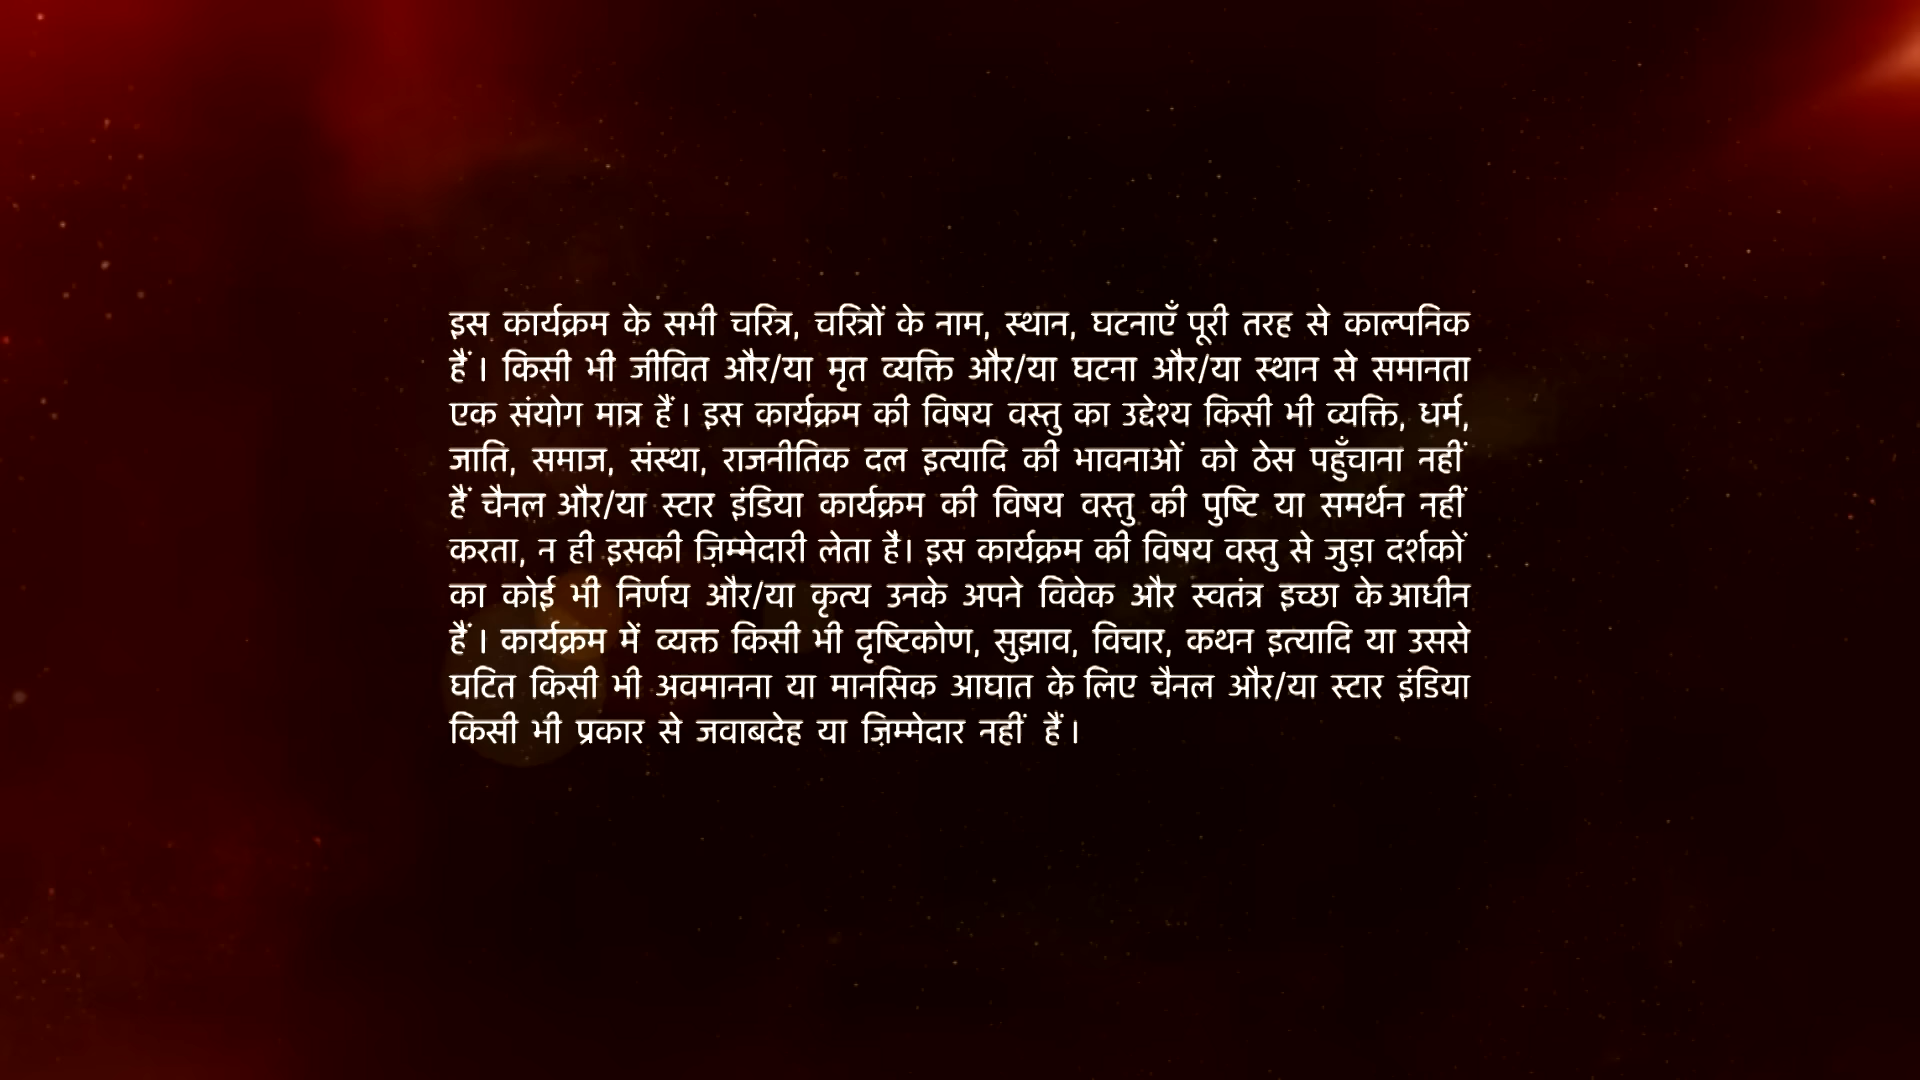 इस कार्यक्रम के सभी चरित्र, चरित्रों के नाम, स्थान, घटनाएँ पूरी तरह से काल्पनिक
हैं । किसी भी जीवित और/या मृत व्यक्ति और/या घटना और/या स्थान से समानता
एक संयोग मात्र हैं । इस कार्यक्रम की विषय वस्तु का उद्देश्य किसी भी व्यक्ति, धर्म,
जाति, समाज, संस्था, राजनीतिक दल इत्यादि की भावनाओं को ठेस पहुँचाना नहीं
हैं चैनल और/या स्टार इंडिया कार्यक्रम की विषय वस्तु की पुष्टि या समर्थन नहीं
करता, न ही इसकी ज़िम्मेदारी लेता है। इस कार्यक्रम की विषय वस्तु से जुड़ा दर्शकों
का कोई भी निर्णय और/या कृत्य उनके अपने विवेक और स्वतंत्र इच्छा के आधीन
हैं । कार्यक्रम में व्यक्त किसी भी दृष्टिकोण, सुझाव, विचार, कथन इत्यादि या उससे
घटित किसी भी अवमानना या मानसिक आघात के लिए चैनल और/या स्टार इंडिया
किसी भी प्रकार से जवाबदेह या ज़िम्मेदार नहीं हैं ।